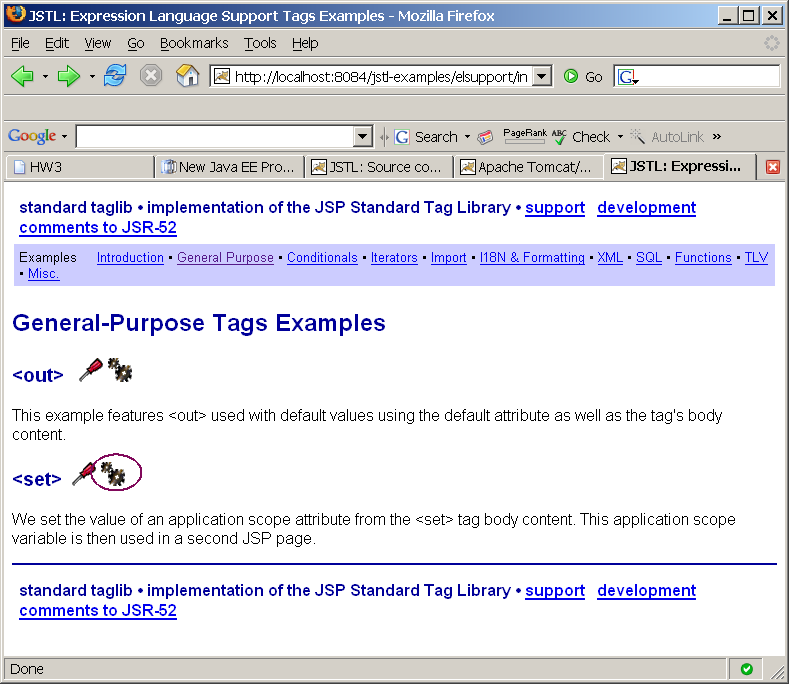 JSTL: Expression Language Support Tags Examples - Mozilla Firefox
File Edit View Go Bookmarks Tools Help
http://localhost:8084/jstl-examples/elsupport/in Go G
Google G Search PageRank ABC Check AutoLink »
HW3 New Java EE Pro... JSTL: Source co... Apache Tomcat/... JSTL: Expressi...
standard taglib • implementation of the JSP Standard Tag Library • support development
comments to JSR-52
Examples Introduction • General Purpose • Conditionals • Iterators • Import • I18N & Formatting • XML • SQL • Functions • TLV
• Misc.
General-Purpose Tags Examples
<out>
This example features <out> used with default values using the default attribute as well as the tag's body
content.
<set>
We set the value of an application scope attribute from the <set> tag body content. This application scope
variable is then used in a second JSP page.
standard taglib • implementation of the JSP Standard Tag Library • support development
comments to JSR-52
Done